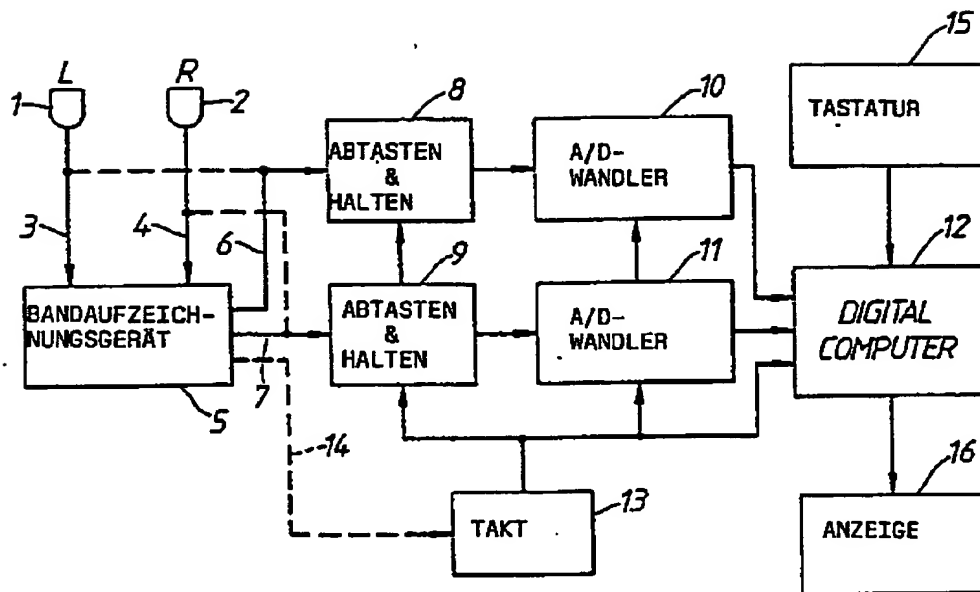 L
R
1
2
3
4
BANDAUFZEICH-
NUNGSGERÄT
5
6
7
14
8
ABTASTEN
&
HALTEN
9
ABTASTEN
&
HALTEN
10
A/D-
WANDLER
11
A/D-
WANDLER
13
TAKT
15
TASTATUR
12
DIGITAL
COMPUTER
16
ANZEIGE